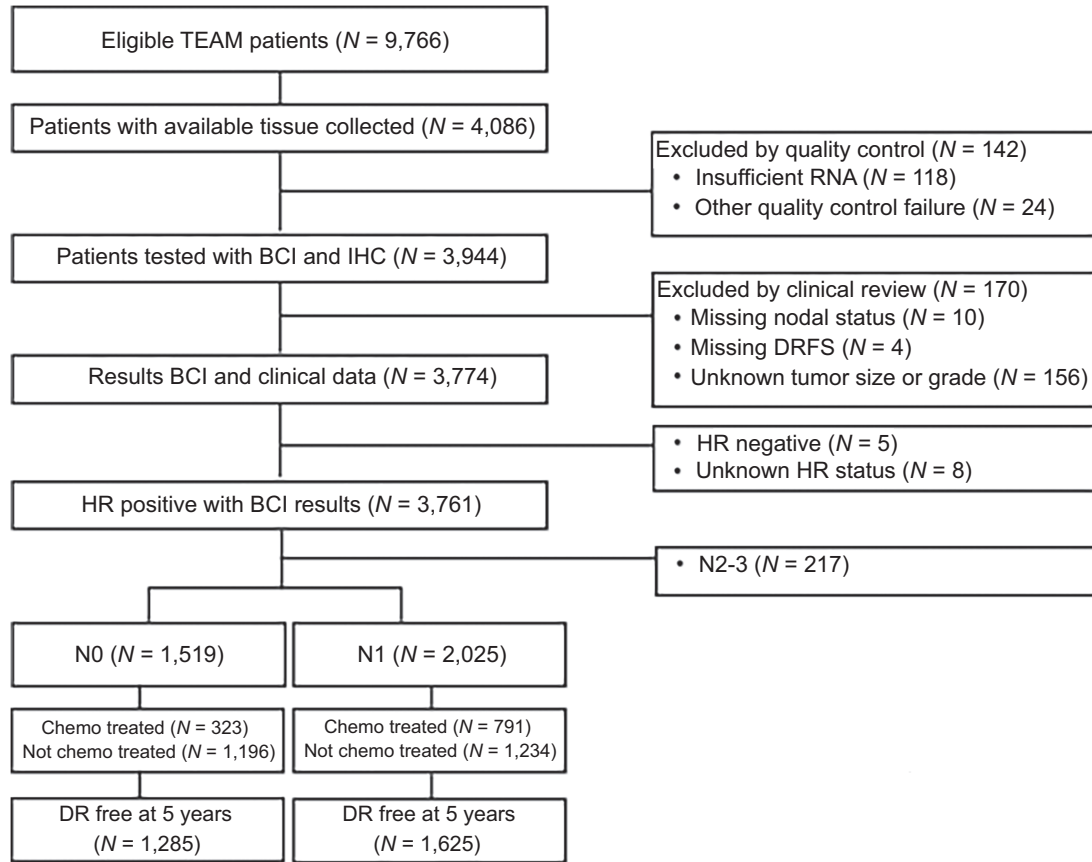 Eligible TEAM patients (N = 9,766)
Patients with available tissue collected (N = 4,086)
Excluded by quality control (N = 142)
• Insufficient RNA (N = 118)
• Other quality control failure (N = 24)
Patients tested with BCI and IHC (N = 3,944)
Excluded by clinical review (N = 170)
• Missing nodal status (N = 10)
• Missing DRFS (N = 4)
• Unknown tumor size or grade (N = 156)
Results BCI and clinical data (N = 3,774)
• HR negative (N = 5)
• Unknown HR status (N = 8)
HR positive with BCI results (N = 3,761)
• N2-3 (N = 217)
N0 (N = 1,519)
N1 (N = 2,025)
Chemo treated (N = 323)
Not chemo treated (N = 1,196)
Chemo treated (N = 791)
Not chemo treated (N = 1,234)
DR free at 5 years
(N = 1,285)
DR free at 5 years
(N = 1,625)